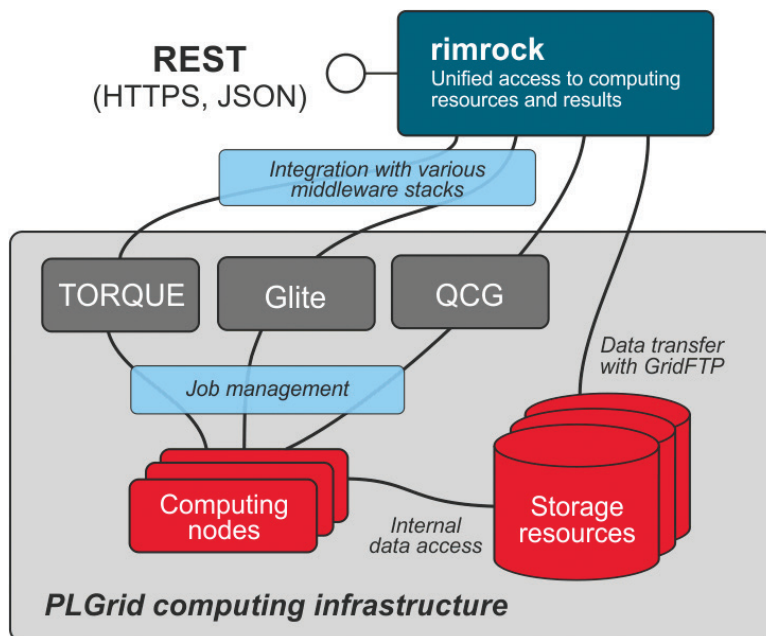 REST
(HTTPS, JSON)
rimrock
Unified access to computing
resources and results
Integration with various
middleware stacks
TORQUE
Glite
QCG
Data transfer
with GridFTP
Job management
Computing
nodes
Internal
data access
Storage
resources
PLGrid computing infrastructure